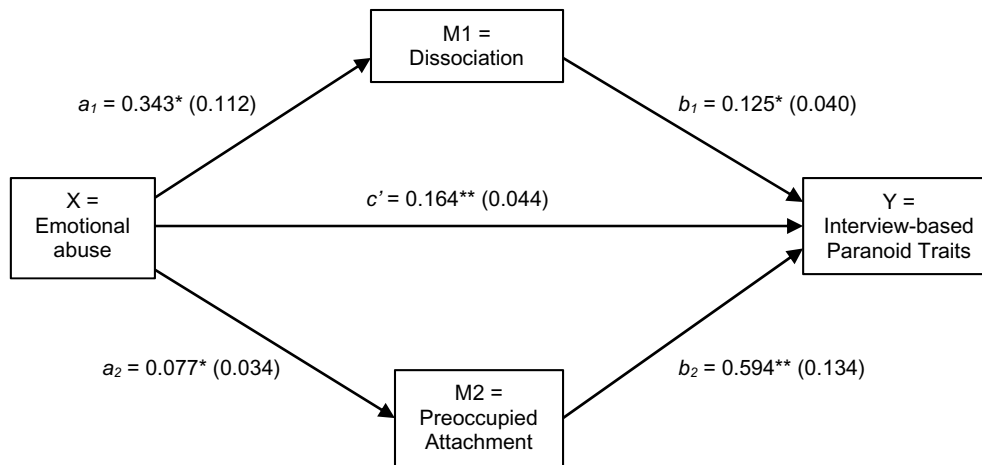 M1 =
Dissociation
a1 = 0.343* (0.112)
b1 = 0.125* (0.040)
X =
Emotional
abuse
c’ = 0.164** (0.044)
Y =
Interview-based
Paranoid Traits
a2 = 0.077* (0.034)
b2 = 0.594** (0.134)
M2 =
Preoccupied
Attachment